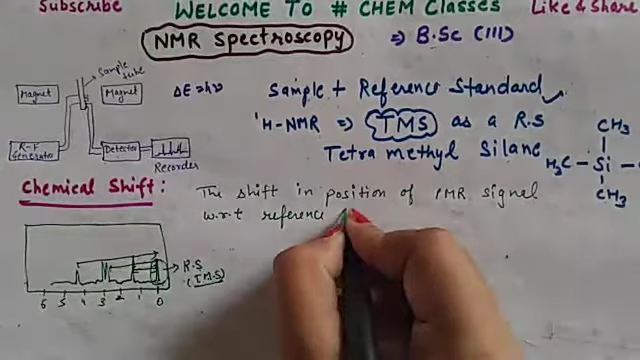 Subscribe
WELCOME To # CHEM Classes
Like & Share
NMR Spectroscopy ⇒ B.Sc (III)
Sample tube
Magnet Magnet ΔE = hν
R-F Generator Detector
Recorder
Sample + Reference Standard
¹H-NMR ⇒ TMS as a R.S
Tetra methyl Silane
CH₃
H₃C – Si –
CH₃
Chemical Shift : The shift in position of PMR signal
w.r.t reference
R.S
(TMS)
6 5 4 3 2 1 0